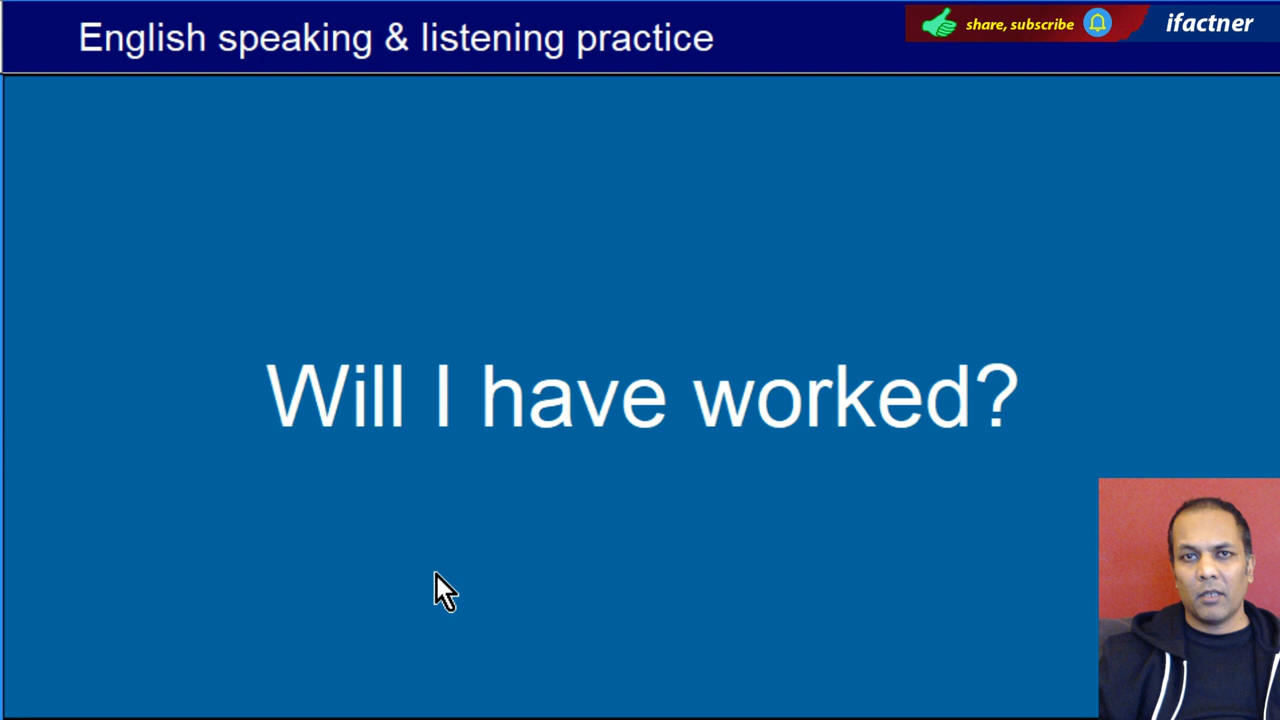 English speaking & listening practice
share, subscribe
ifactner
Will I have worked?